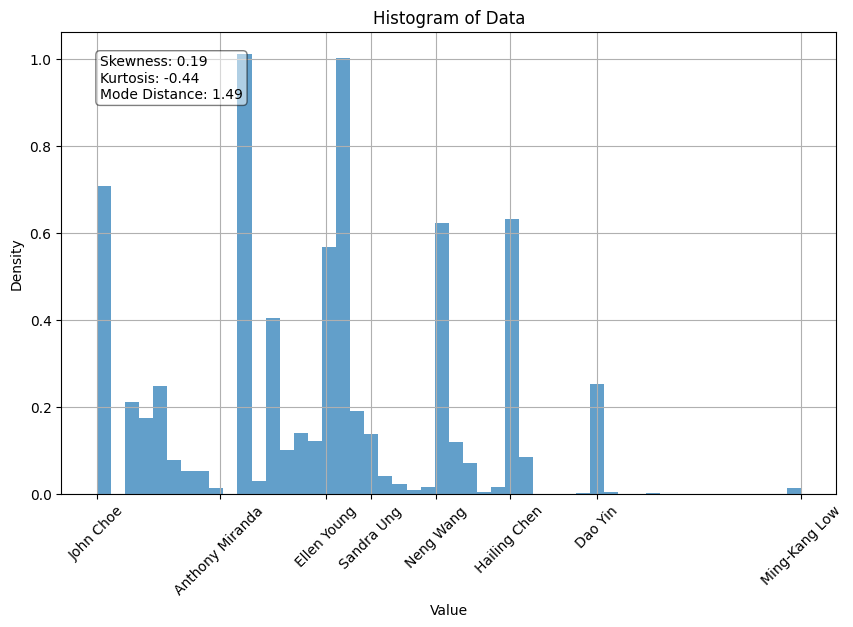 Histogram of Data
Skewness: 0.19
Kurtosis: -0.44
Mode Distance: 1.49
Density
1.0
0.8
0.6
0.4
0.2
0.0
John Choe
Anthony Miranda
Ellen Young
Sandra Ung
Neng Wang
Hailing Chen
Dao Yin
Ming-Kang Low
Value